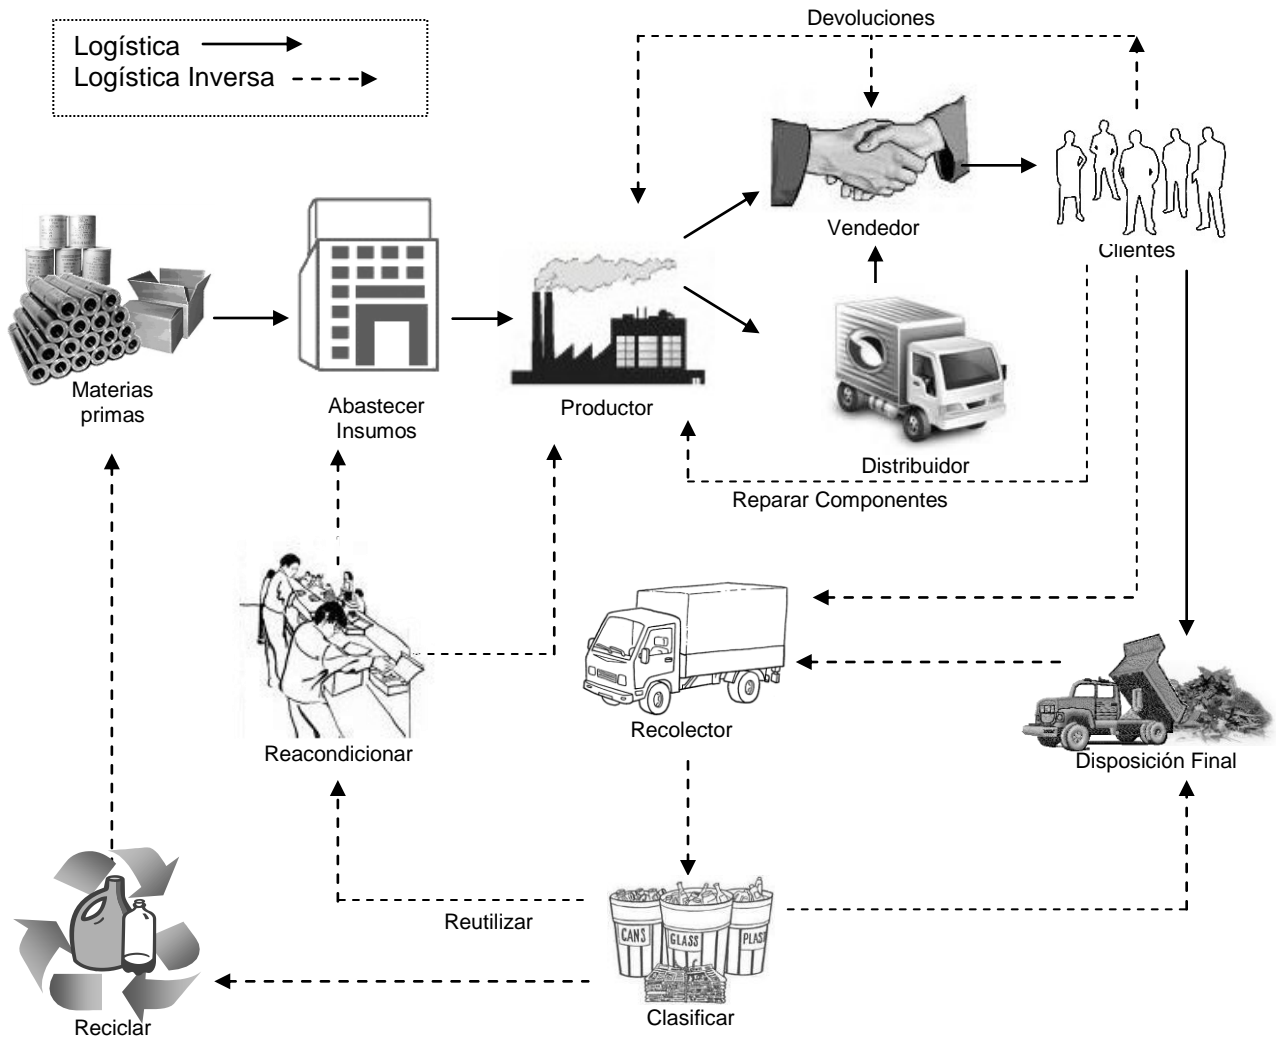 Devoluciones
Logística
Logística Inversa
Vendedor
Clientes
Materias
primas
Abastecer
Insumos
Productor
Distribuidor
Reparar Componentes
Reacondicionar
Recolector
Disposición Final
Reutilizar
CANS
GLASS
PLAS
Clasificar
Reciclar